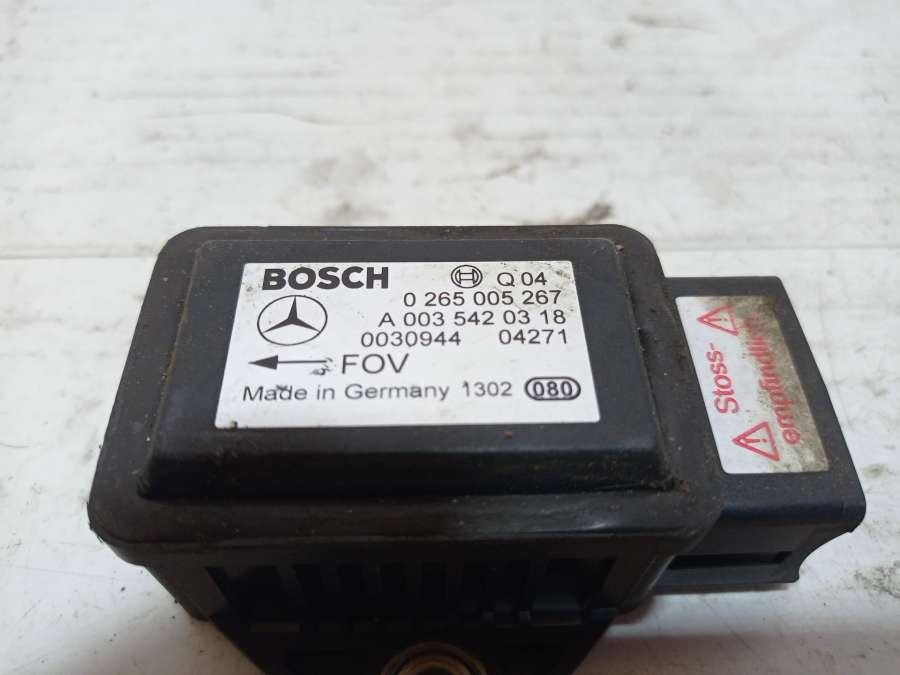 BOSCH Q 04
0 265 005 267
A 003 542 03 18
0030944 04271
FOV
Made in Germany 1302 080
Stoss-
empfindlich